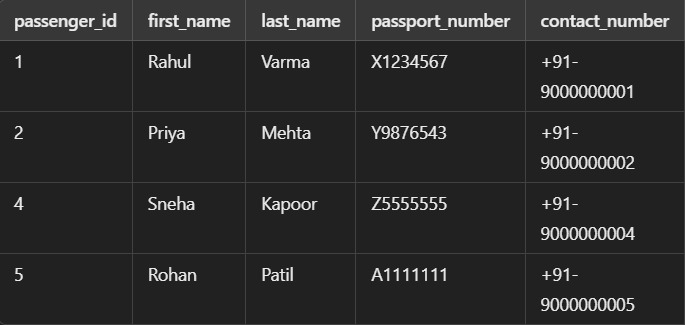 passenger_id first_name last_name passport_number contact_number
1 Rahul Varma X1234567 +91-
9000000001
2 Priya Mehta Y9876543 +91-
9000000002
4 Sneha Kapoor Z5555555 +91-
9000000004
5 Rohan Patil A1111111 +91-
9000000005